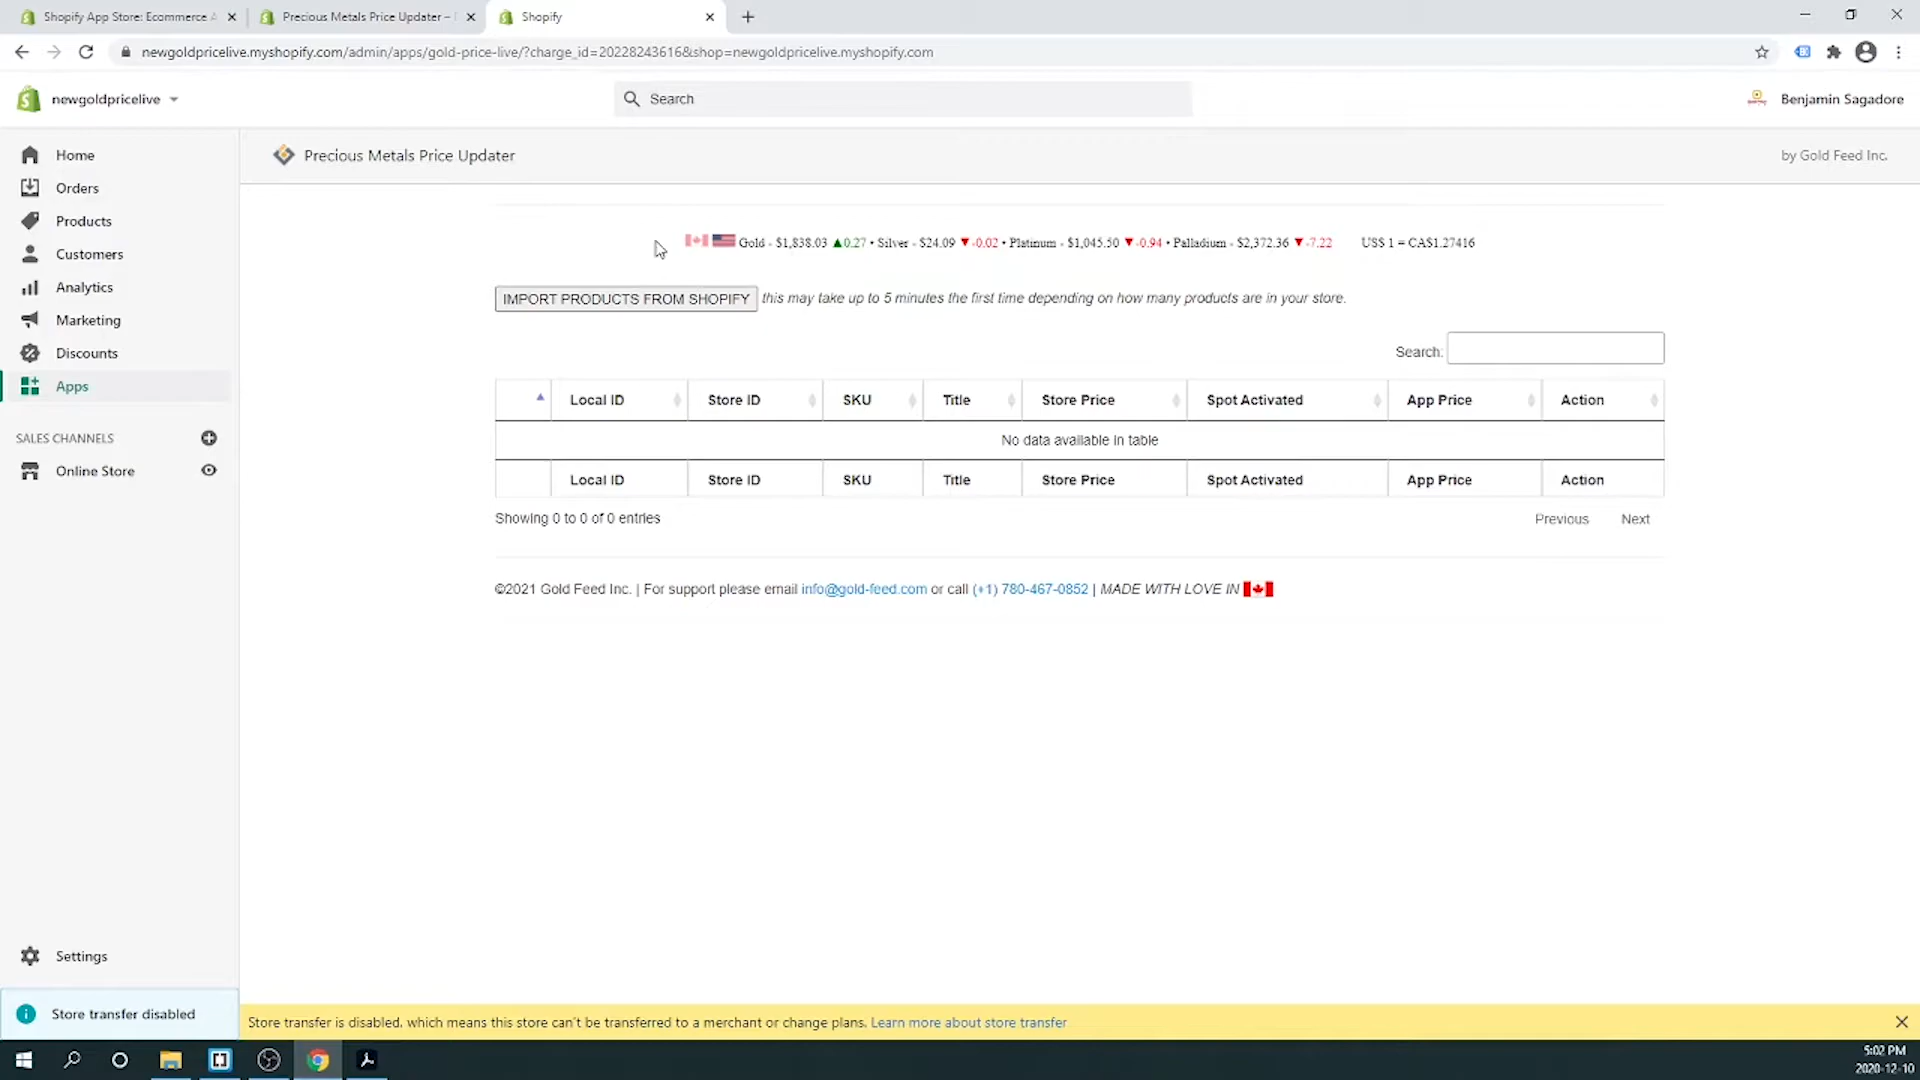 Shopify App Store: Ecommerce A
Precious Metals Price Updater –
Shopify
newgoldpricelive.myshopify.com/admin/apps/gold-price-live/?charge_id=20228243616&shop=newgoldpricelive.myshopify.com
newgoldpricelive
Search
Benjamin Sagadore
Home
Orders
Products
Customers
Analytics
Marketing
Discounts
Apps
SALES CHANNELS
Online Store
Settings
Store transfer disabled
Precious Metals Price Updater
by Gold Feed Inc.
Gold - $1,838.03 ▲0.27 • Silver - $24.09 ▼-0.02 • Platinum - $1,045.50 ▼-0.94 • Palladium - $2,372.36 ▼-7.22 US$ 1 = CA$1.27416
IMPORT PRODUCTS FROM SHOPIFY this may take up to 5 minutes the first time depending on how many products are in your store.
Search:
Local ID Store ID SKU Title Store Price Spot Activated App Price Action
No data available in table
Local ID Store ID SKU Title Store Price Spot Activated App Price Action
Showing 0 to 0 of 0 entries
Previous Next
©2021 Gold Feed Inc. | For support please email info@gold-feed.com or call (+1) 780-467-0852 | MADE WITH LOVE IN
Store transfer is disabled, which means this store can't be transferred to a merchant or change plans. Learn more about store transfer
5:02 PM
2020-12-10